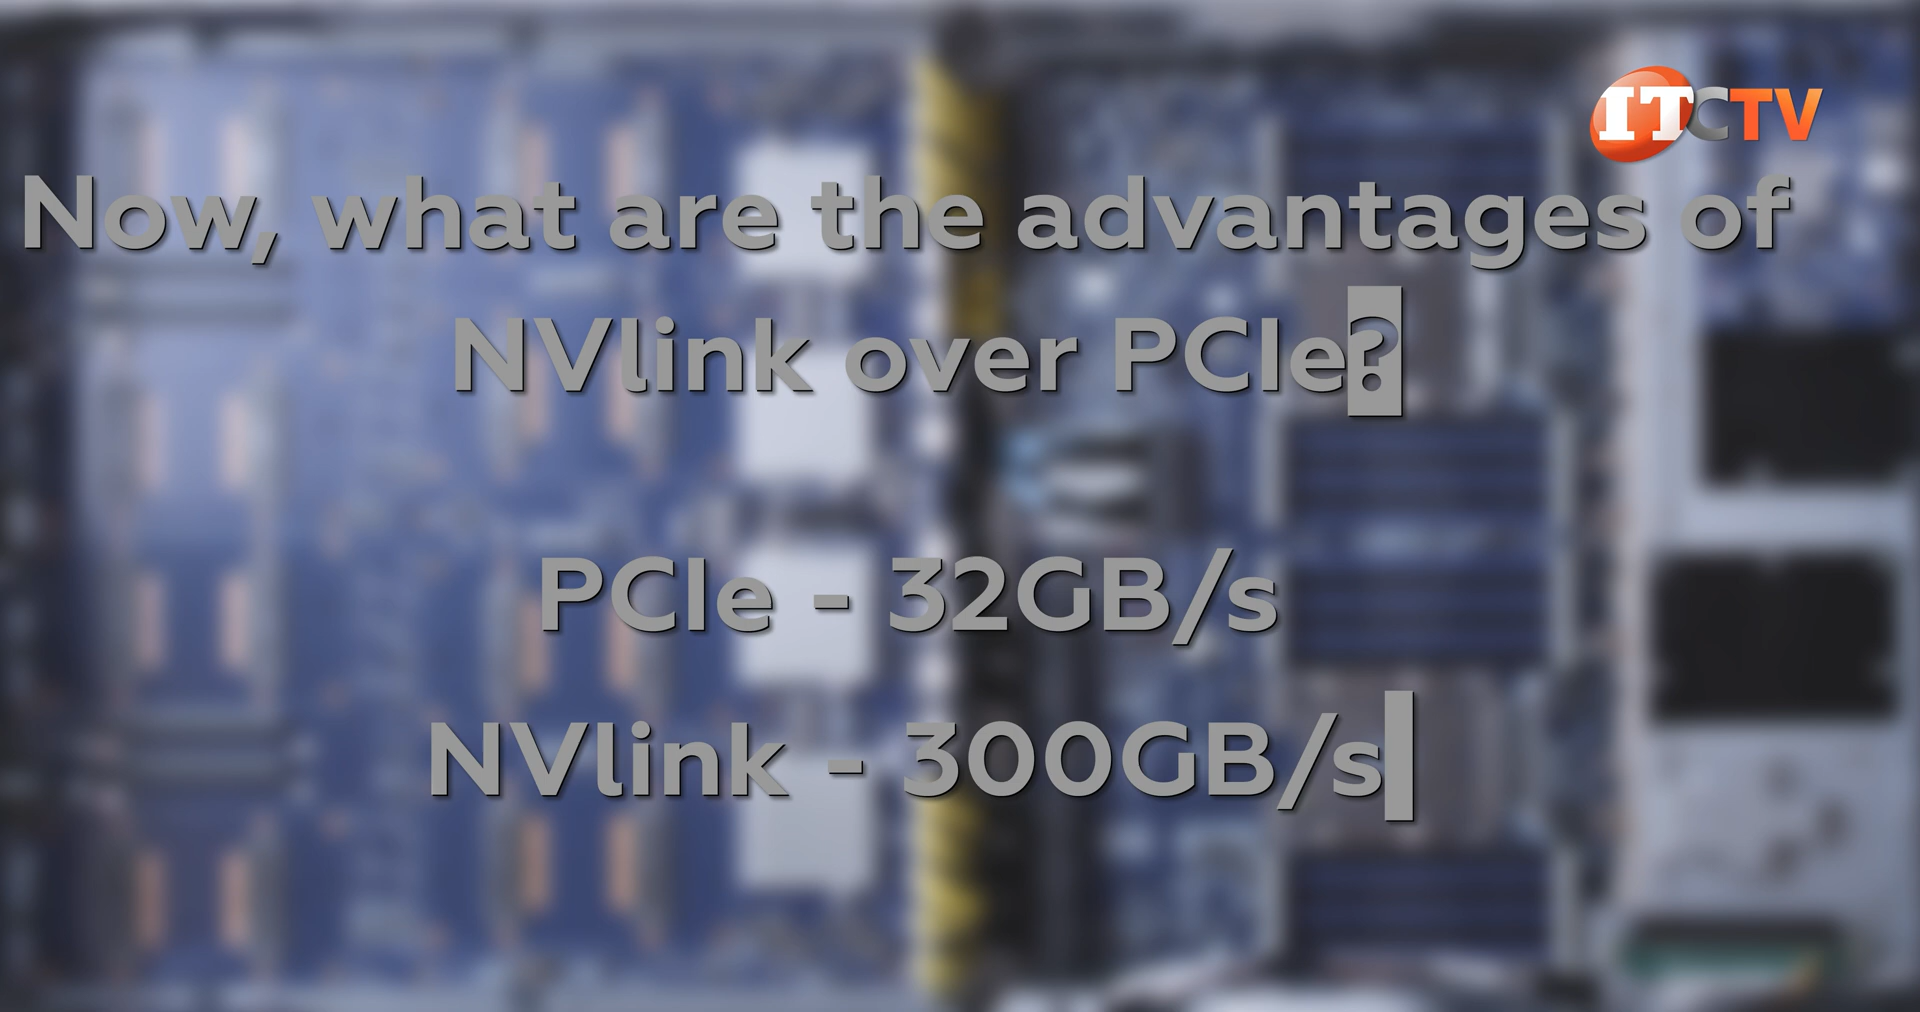 ITCTV
Now, what are the advantages of
NVlink over PCIe?
PCIe - 32GB/s
NVlink - 300GB/s